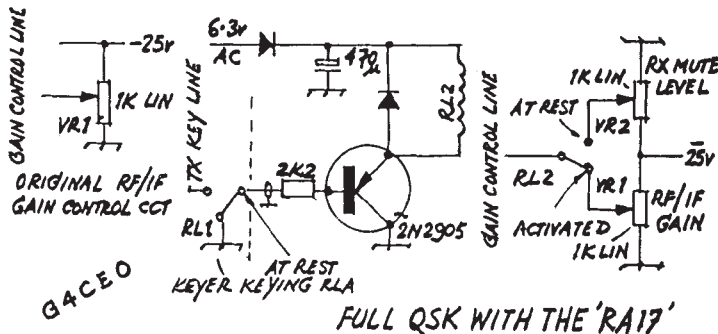 GAIN CONTROL LINE
-25v
1K LIN
VR1
ORIGINAL RF/IF
GAIN CONTROL CCT
G4CEO
6.3v
AC
470
µ
TX KEY LINE
RL2
2K2
2N2905
RL1
AT REST
KEYER KEYING RLA
GAIN CONTROL LINE
RX MUTE
LEVEL
1K LIN
AT REST
VR2
25v
RL2
VR1
RF/IF
GAIN
ACTIVATED
1K LIN
FULL QSK WITH THE 'RA17'